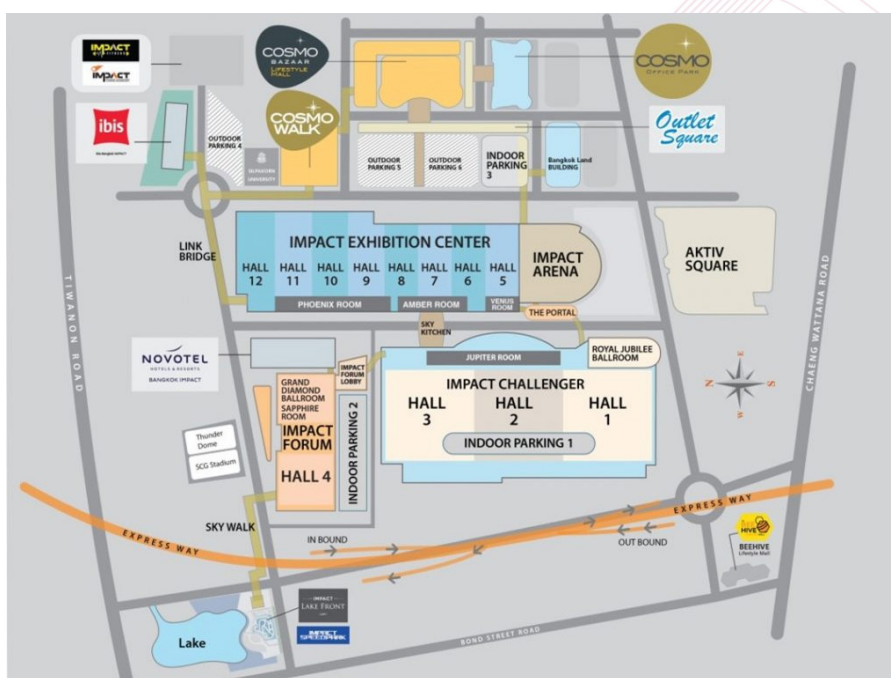 IMPACT
IMPACT
ibis
COSMO
BAZAAR
LIFESTYLE
MALL
COSMO
WALK
COSMO
OFFICE PARK
Outlet
Square
OUTDOOR
PARKING 4
UNIVERSITY
OUTDOOR
PARKING 5
OUTDOOR
PARKING 6
INDOOR
PARKING
3
Bangkok Land
BUILDING
LINK
BRIDGE
IMPACT EXHIBITION CENTER
HALL
12
HALL
11
HALL
10
HALL
9
HALL
8
HALL
7
HALL
6
HALL
5
PHOENIX ROOM
AMBER ROOM
VENUS
ROOM
IMPACT
ARENA
THE PORTAL
AKTIV
SQUARE
TIWANON ROAD
CHAENG WATTANA ROAD
SKY
KITCHEN
NOVOTEL
HOTELS & RESORTS
BANGKOK IMPACT
GRAND
DIAMOND
BALLROOM
SAPPHIRE
ROOM
IMPACT
FORUM
HALL 4
IMPACT
FORUM
LOBBY
INDOOR PARKING 2
JUPITER ROOM
ROYAL JUBILEE
BALLROOM
IMPACT CHALLENGER
HALL
3
HALL
2
HALL
1
INDOOR PARKING 1
N
E
S
W
Thunder
Dome
SCG Stadium
SKY WALK
EXPRESS WAY
IN BOUND
OUT BOUND
EXPRESS WAY
HIVE
BEEHIVE
Lifestyle Mall
IMPACT
LAKE FRONT
IMPACT
SPEEDPARK
Lake
BOND STREET ROAD